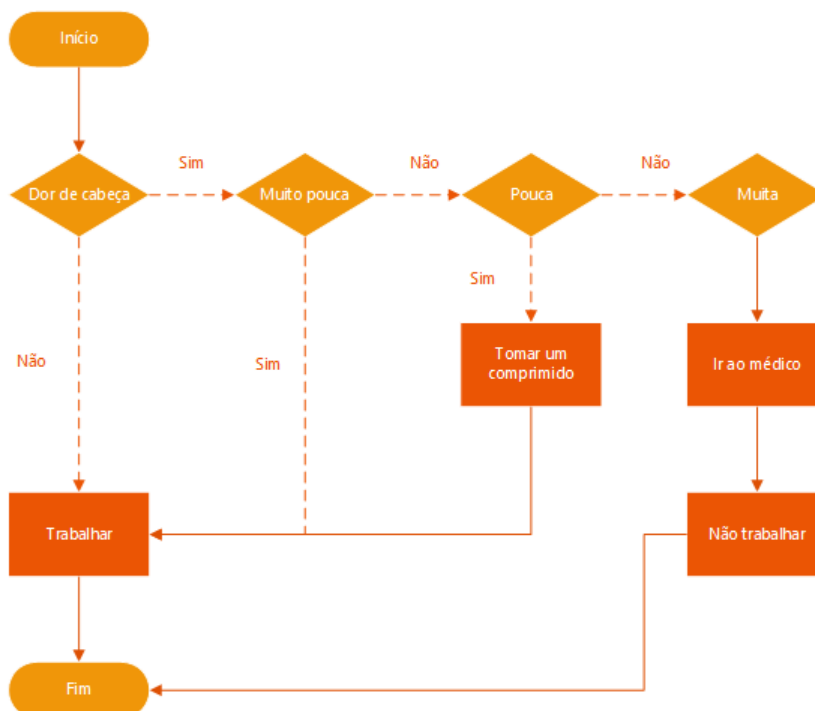 Início
Sim
Não
Não
Dor de cabeça
Muito pouca
Pouca
Muita
Sim
Não
Sim
Tomar um
comprimido
Ir ao médico
Trabalhar
Não trabalhar
Fim